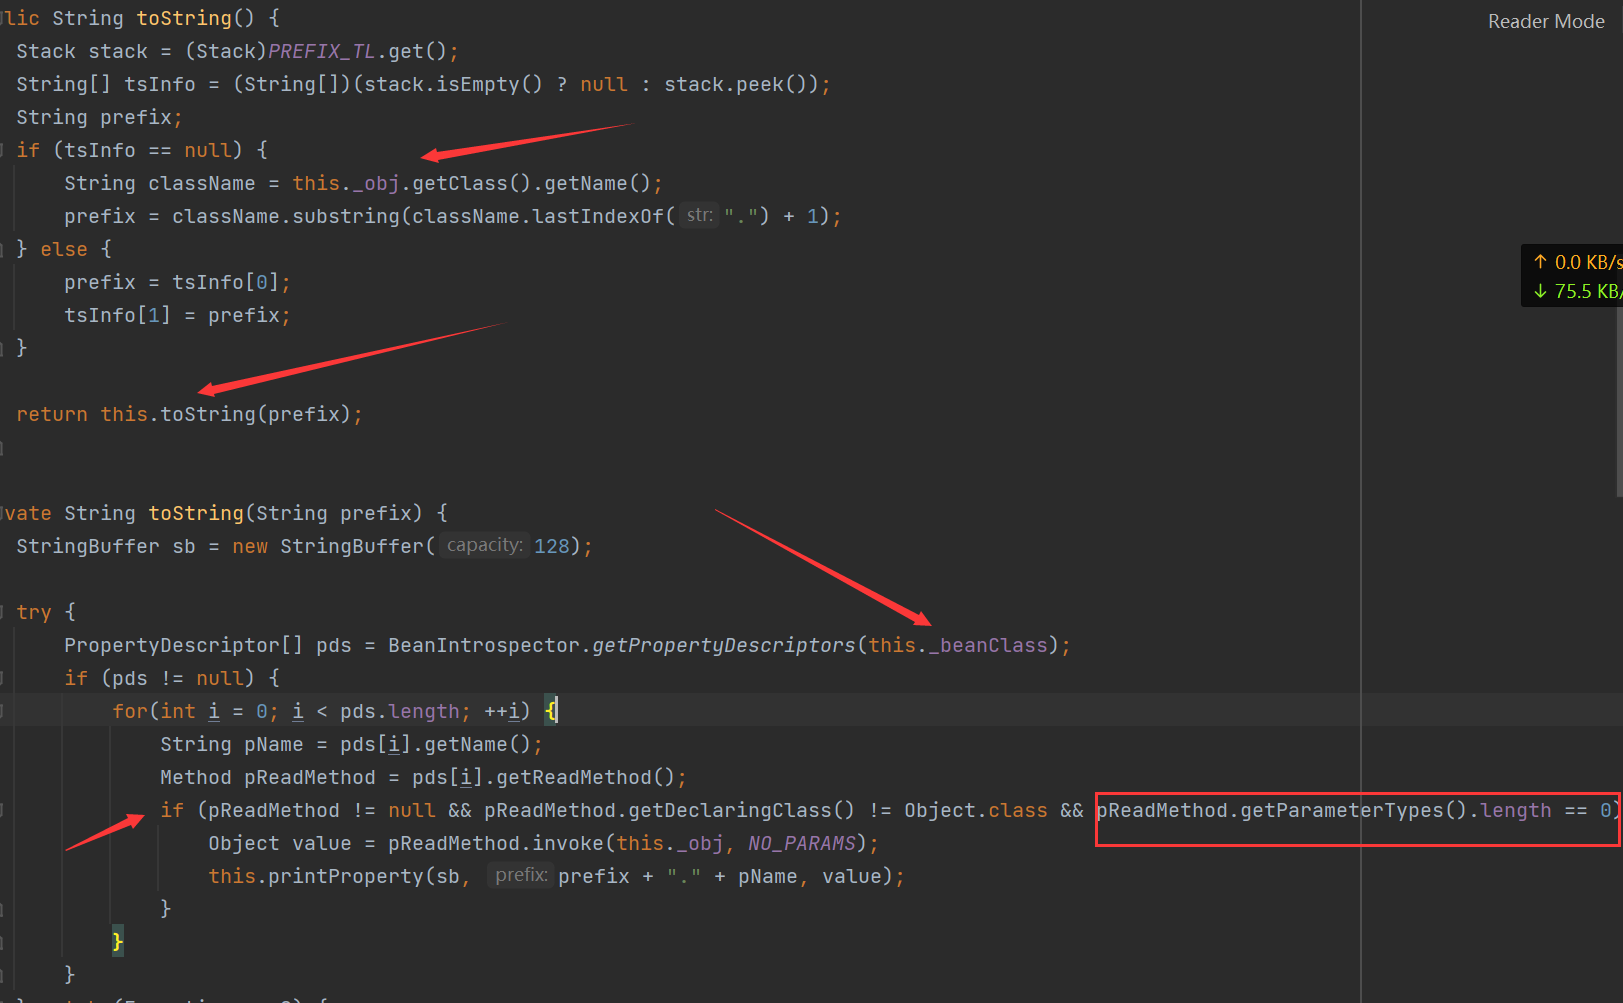 lic String toString() {
Reader Mode
Stack stack = (Stack)PREFIX_TL.get();
String[] tsInfo = (String[])(stack.isEmpty() ? null : stack.peek());
String prefix;
if (tsInfo == null) {
String className = this._obj.getClass().getName();
prefix = className.substring(className.lastIndexOf( str: ".") + 1);
} else {
↑ 0.0 KB/s
prefix = tsInfo[0];
↓ 75.5 KB/
tsInfo[1] = prefix;
}
return this.toString(prefix);
vate String toString(String prefix) {
StringBuffer sb = new StringBuffer( capacity: 128);
try {
PropertyDescriptor[] pds = BeanIntrospector.getPropertyDescriptors(this._beanClass);
if (pds != null) {
for(int i = 0; i < pds.length; ++i) {
String pName = pds[i].getName();
Method pReadMethod = pds[i].getReadMethod();
if (pReadMethod != null && pReadMethod.getDeclaringClass() != Object.class && pReadMethod.getParameterTypes().length == 0)
Object value = pReadMethod.invoke(this._obj, NO_PARAMS);
this.printProperty(sb, prefix: prefix + "." + pName, value);
}
}
}